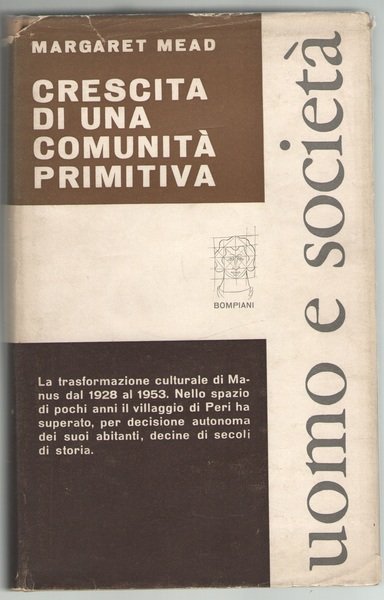 MARGARET MEAD
CRESCITA
DI UNA
COMUNITÀ
PRIMITIVA
uomo e società
BOMPIANI
La trasformazione culturale di Ma-
nus dal 1928 al 1953. Nello spazio
di pochi anni il villaggio di Peri ha
superato, per decisione autonoma
dei suoi abitanti, decine di secoli
di storia.